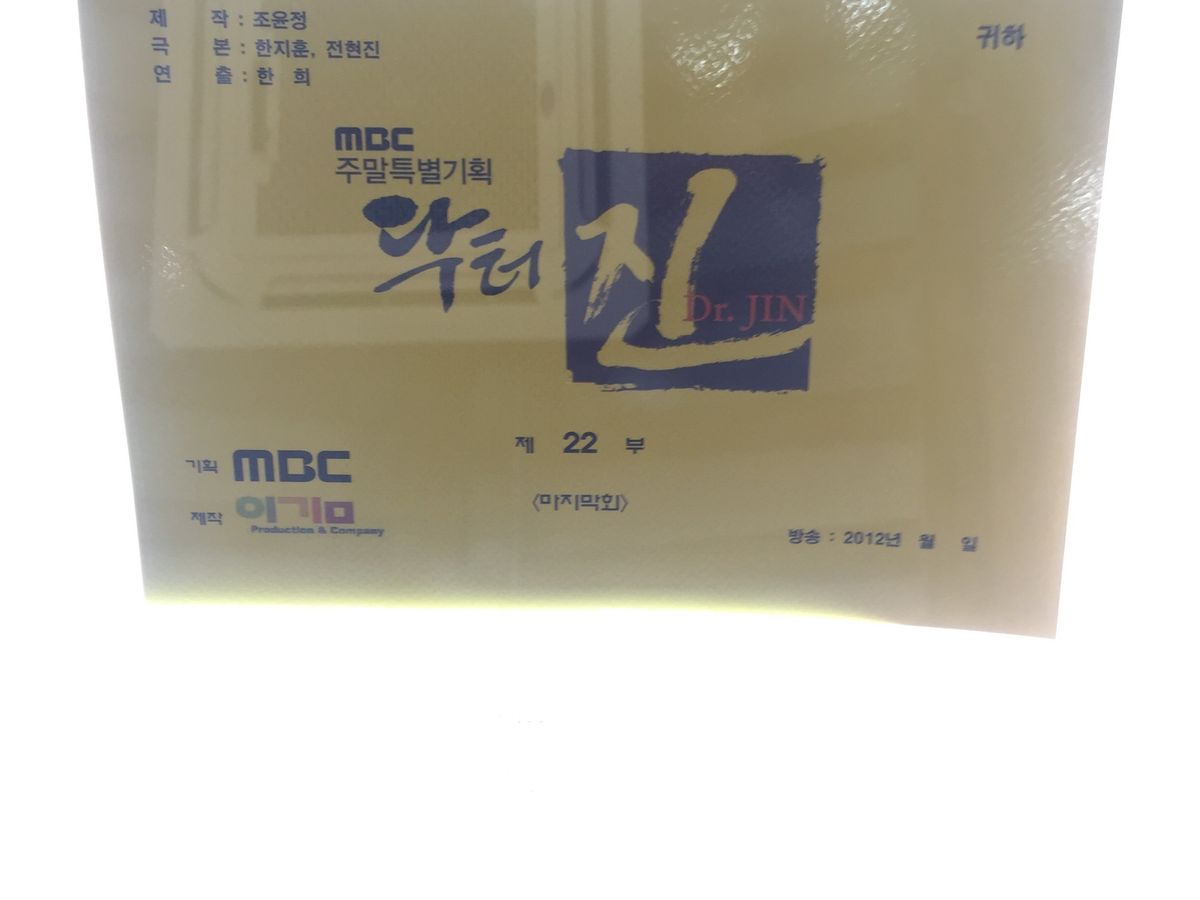 제 작 : 조윤정
극 본 : 한지훈, 전현진
연 출 : 한 희
귀하
MBC
주말특별기획
닥터 진
Dr. JIN
제 22 부
〈마지막회〉
기획 MBC
제작 이김
Production & Company
방송 : 2012년 월 일